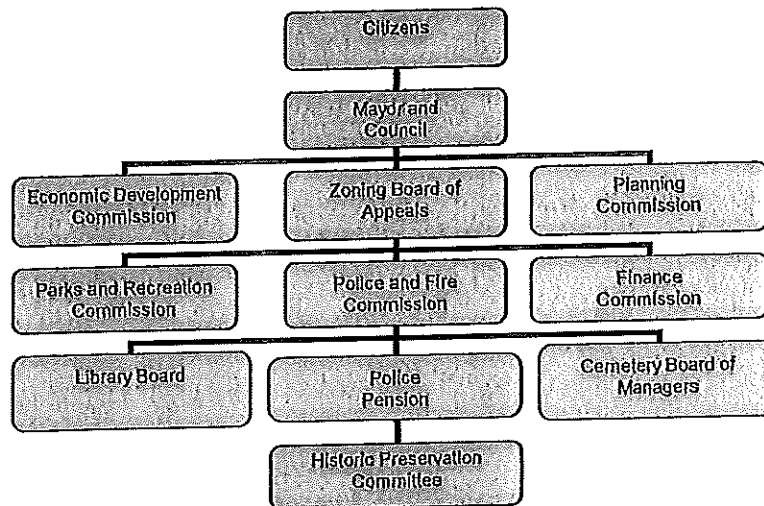 Citizens
Mayor and
Council
Economic Development
Commission
Zoning Board of
Appeals
Planning
Commission
Parks and Recreation
Commission
Police and Fire
Commission
Finance
Commission
Library Board
Police
Pension
Cemetery Board of
Managers
Historic Preservation
Committee